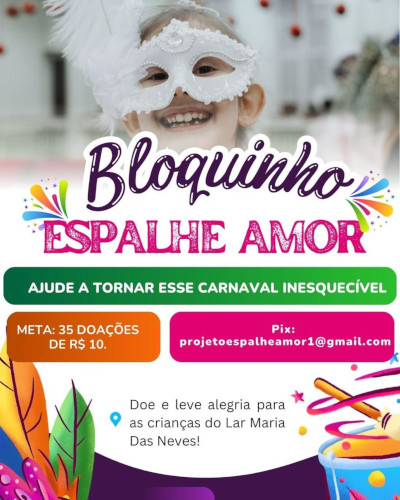 Bloquinho
ESPALHE AMOR
AJUDE A TORNAR ESSE CARNAVAL INESQUECÍVEL
META: 35 DOAÇÕES
DE R$ 10.
Pix:
projetoespalheamor1@gmail.com
Doe e leve alegria para
as crianças do Lar Maria
Das Neves!